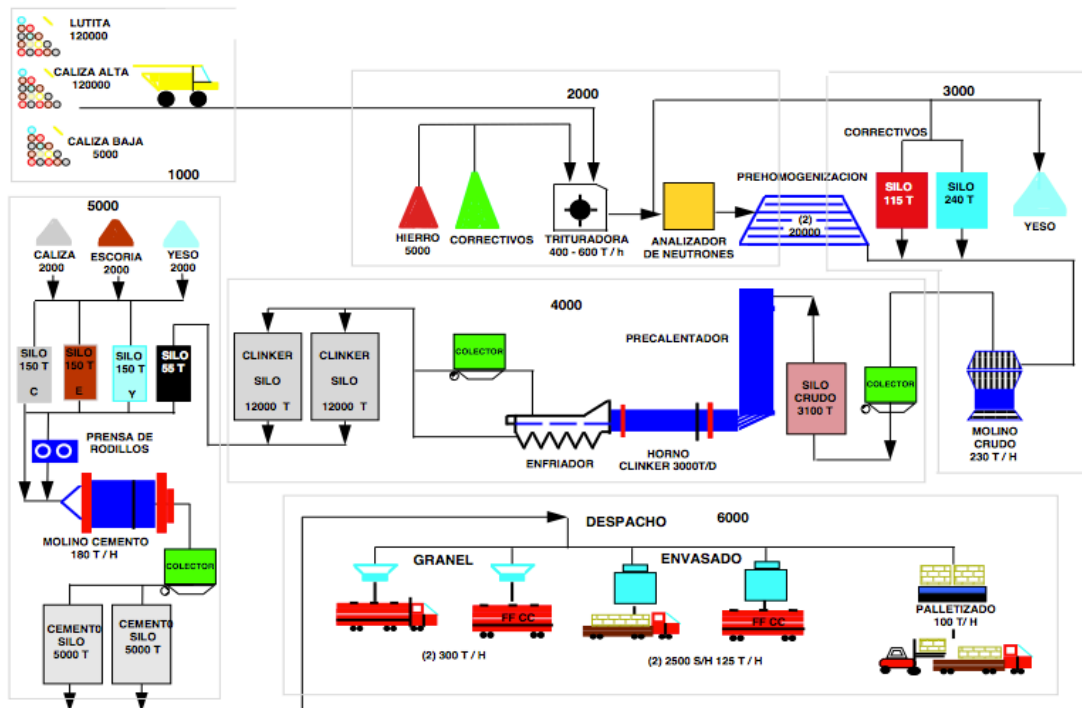 LUTITA
120000
CALIZA ALTA
120000
CALIZA BAJA
5000
1000
2000
HIERRO
5000
CORRECTIVOS
TRITURADORA
400 - 600 T / h
ANALIZADOR
DE NEUTRONES
3000
CORRECTIVOS
PREHOMOGENIZACION
(2)
20000
SILO
115 T
SILO
240 T
YESO
MOLINO
CRUDO
230 T / H
4000
CLINKER
SILO
12000 T
CLINKER
SILO
12000 T
COLECTOR
ENFRIADOR
PRECALENTADOR
HORNO
CLINKER 3000T/D
SILO
CRUDO
3100 T
COLECTOR
5000
CALIZA
2000
ESCORIA
2000
YESO
2000
SILO
150 T
C
SILO
150 T
E
SILO
150 T
Y
SILO
55 T
PRENSA DE
RODILLOS
MOLINO CEMENTO
180 T / H
COLECTOR
CEMENTO
SILO
5000 T
CEMENTO
SILO
5000 T
DESPACHO
6000
GRANEL
ENVASADO
FF CC
FF CC
(2) 300 T / H
(2) 2500 S/H 125 T / H
PALLETIZADO
100 T/ H